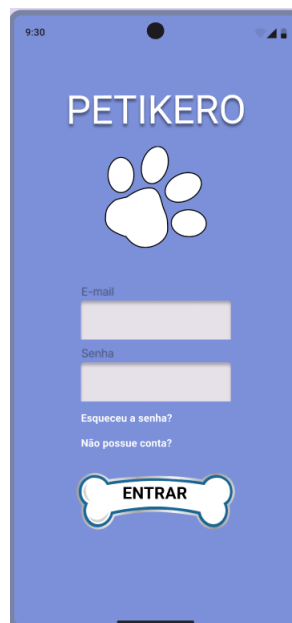 9:30
PETIKERO
E-mail
Senha
Esqueceu a senha?
Não possue conta?
ENTRAR